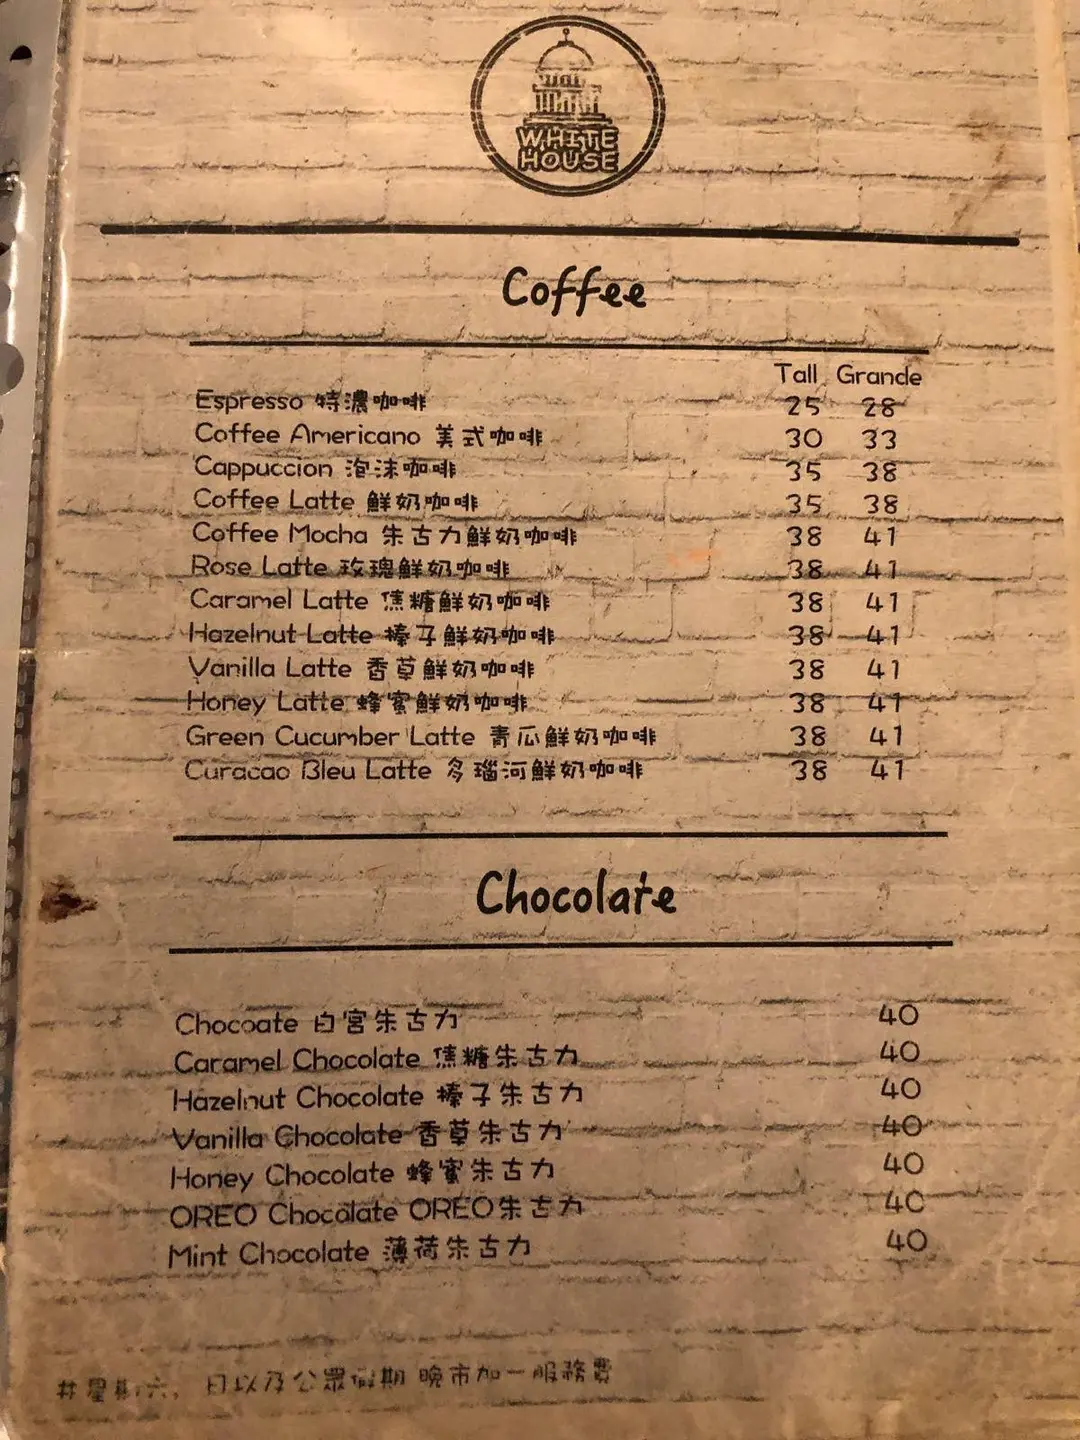 WHITE
HOUSE
Coffee
Tall Grande
Espresso 特濃咖啡 25 28
Coffee Americano 美式咖啡 30 33
Cappuccion 泡沫咖啡 35 38
Coffee Latte 鮮奶咖啡 35 38
Coffee Mocha 朱古力鮮奶咖啡 38 41
Rose Latte 玫瑰鮮奶咖啡 38 41
Caramel Latte 焦糖鮮奶咖啡 38 41
Hazelnut Latte 榛子鮮奶咖啡 38 41
Vanilla Latte 香草鮮奶咖啡 38 41
Honey Latte 蜂蜜鮮奶咖啡 38 41
Green Cucumber Latte 青瓜鮮奶咖啡 38 41
Curacao Bleu Latte 多瑙河鮮奶咖啡 38 41
Chocolate
Chocoate 白宮朱古力 40
Caramel Chocolate 焦糖朱古力 40
Hazelnut Chocolate 榛子朱古力 40
Vanilla Chocolate 香草朱古力 40
Honey Chocolate 蜂蜜朱古力 40
OREO Chocolate OREO朱古力 40
Mint Chocolate 薄荷朱古力 40
#星期六，日以及公眾假期 晚市加一服務費